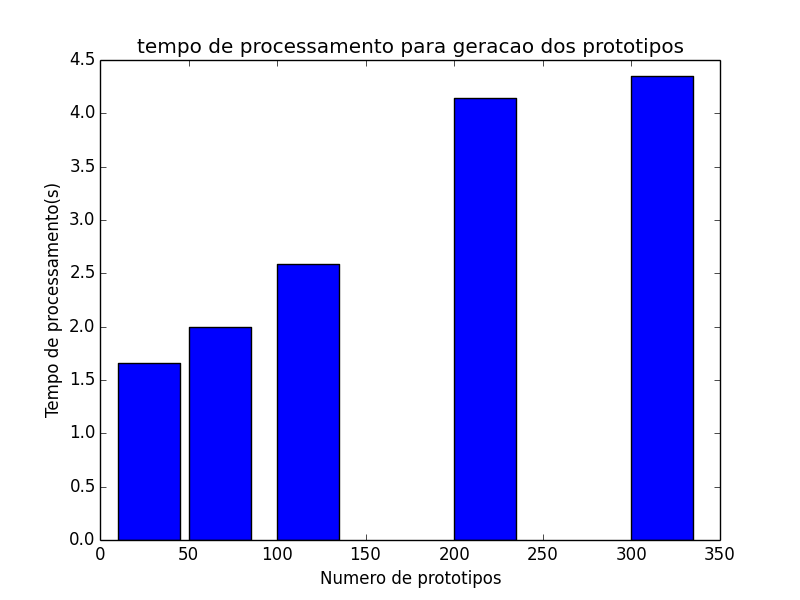 tempo de processamento para geracao dos prototipos
4.5
4.0
3.5
3.0
2.5
2.0
1.5
1.0
0.5
0.0
Tempo de processamento(s)
0 50 100 150 200 250 300 350
Numero de prototipos